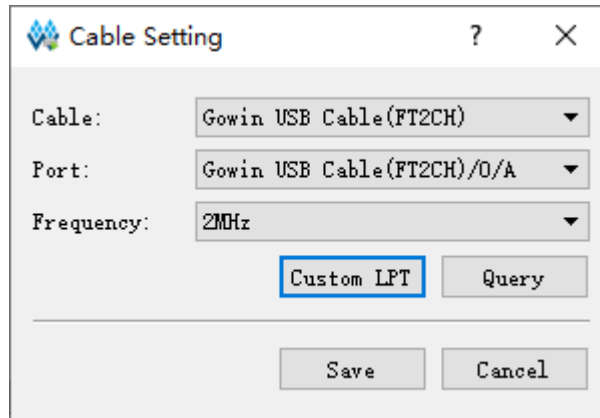 Cable Setting ?
Cable: Gowin USB Cable(FT2CH)
Port: Gowin USB Cable(FT2CH)/0/A
Frequency: 2MHz
Custom LPT Query
Save Cancel